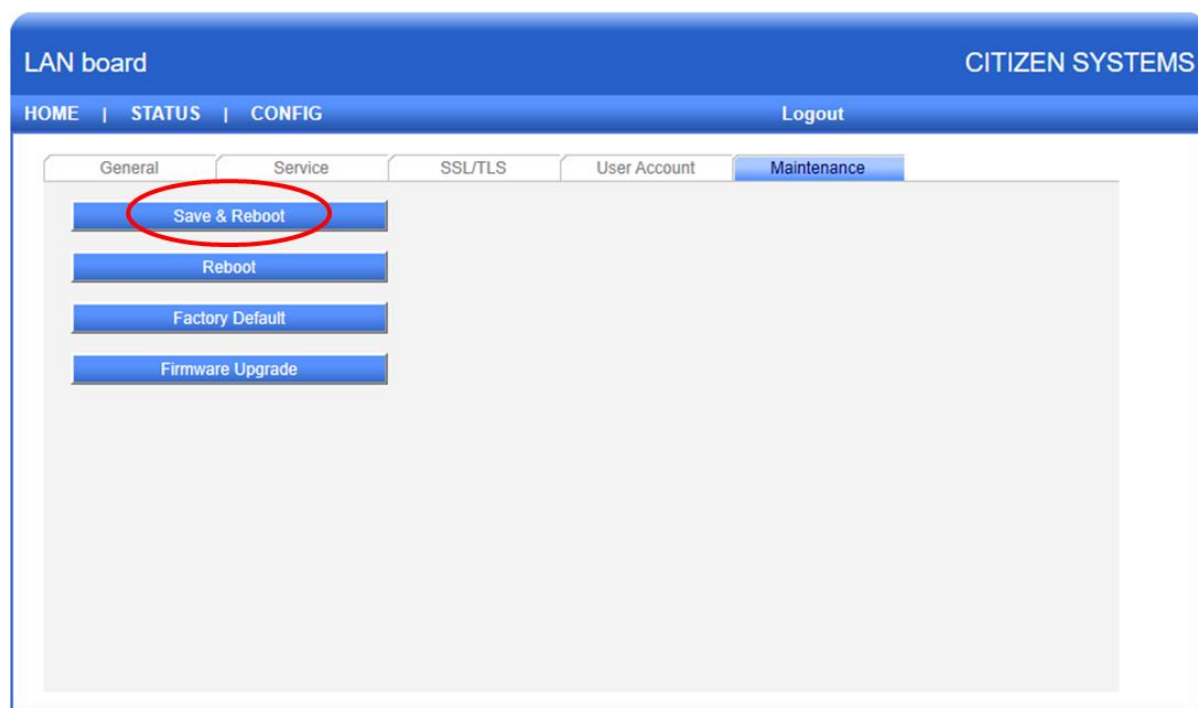 LAN board CITIZEN SYSTEMS
HOME | STATUS | CONFIG Logout
General Service SSL/TLS User Account Maintenance
Save & Reboot
Reboot
Factory Default
Firmware Upgrade